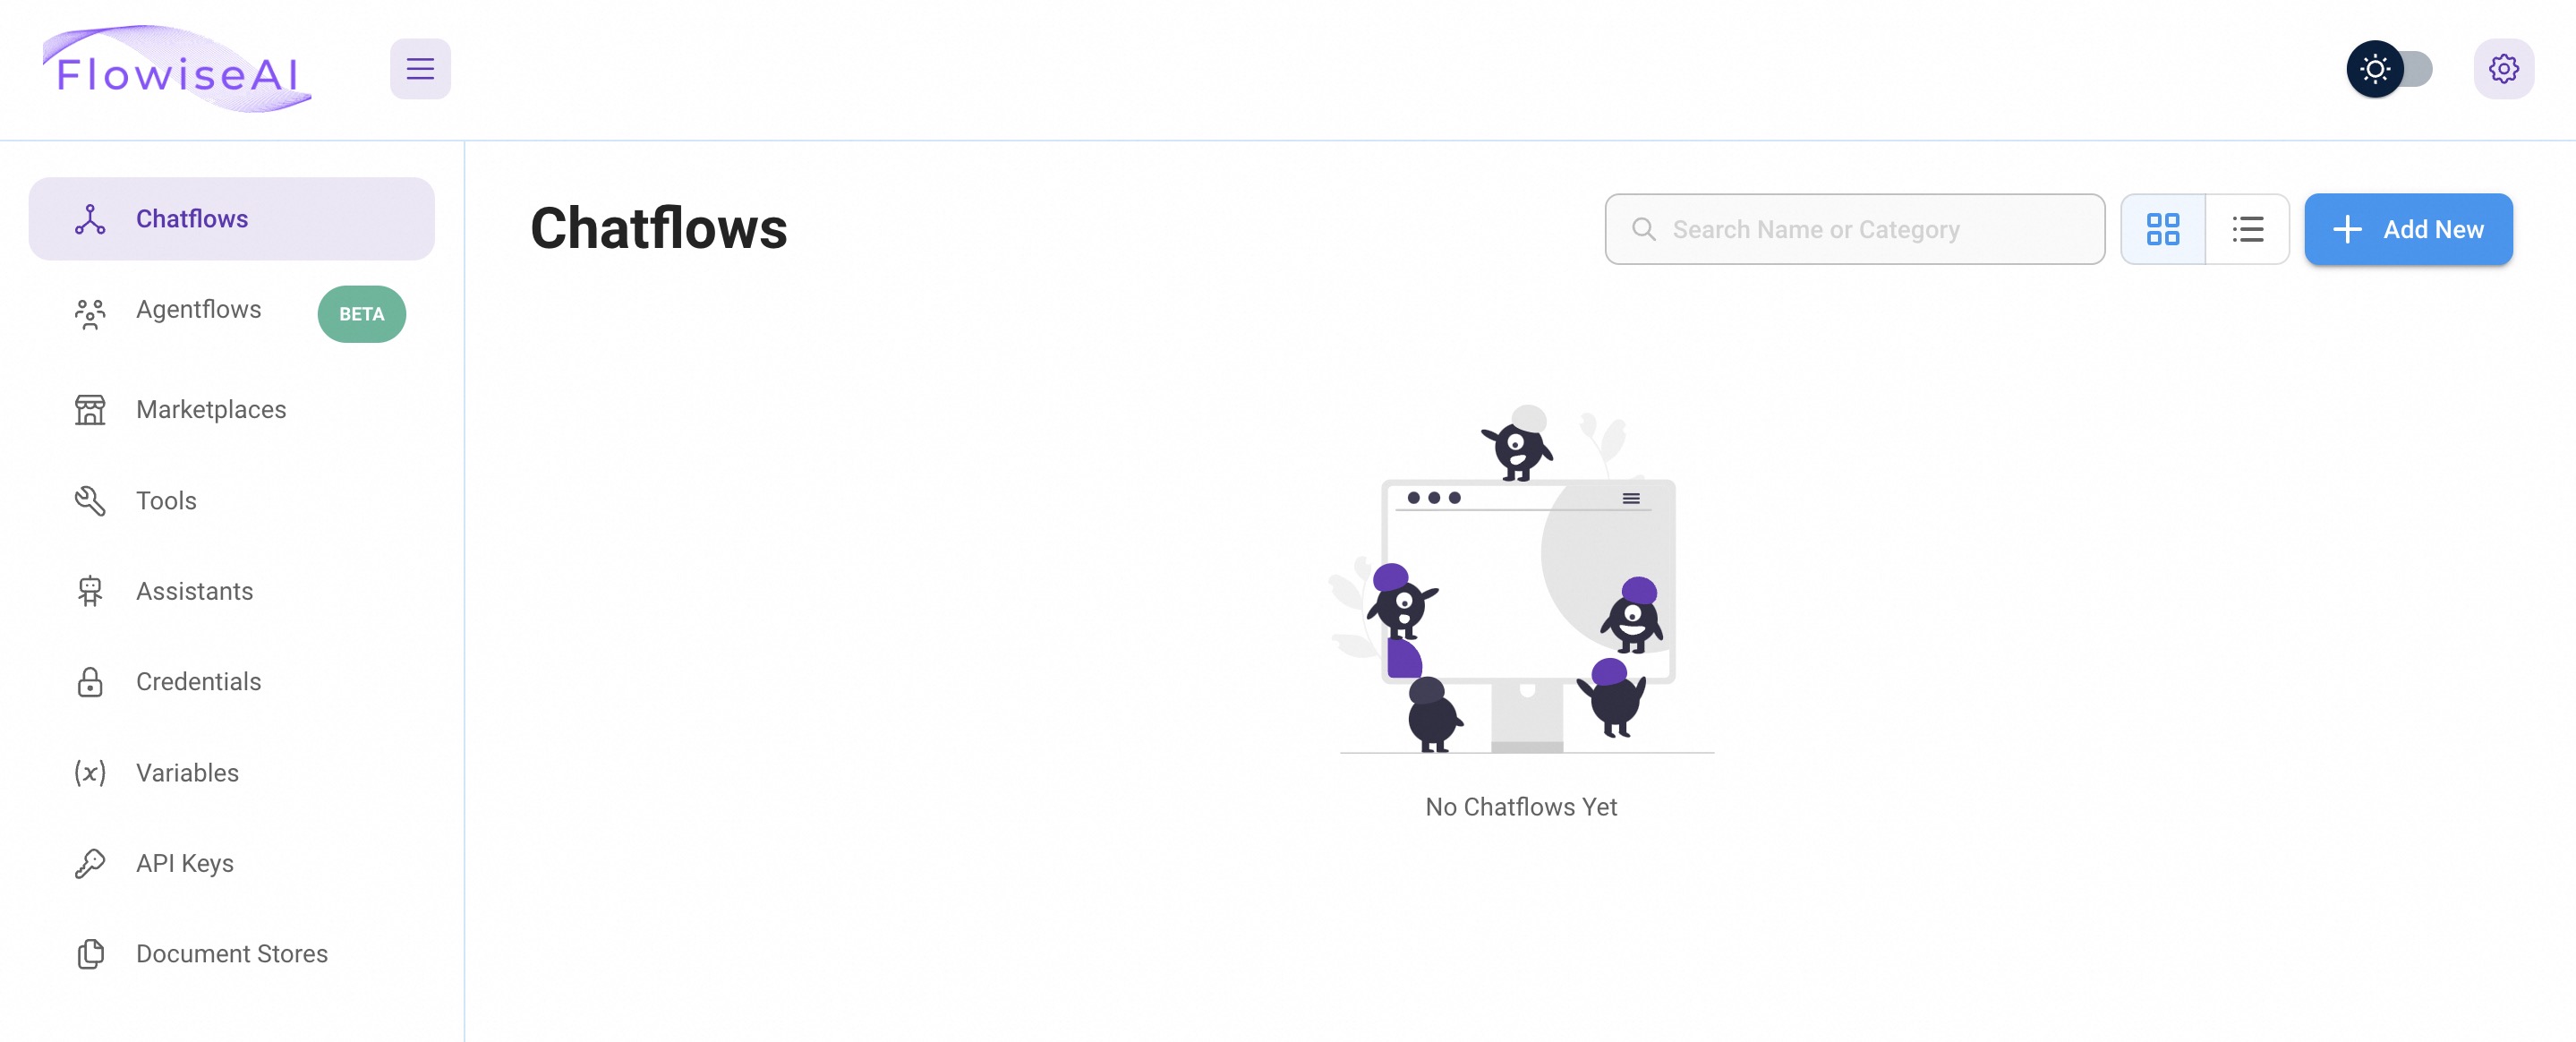 FlowiseAI
Chatflows
Agentflows
BETA
Marketplaces
Tools
Assistants
Credentials
Variables
API Keys
Document Stores
Chatflows
Search Name or Category
Add New
No Chatflows Yet